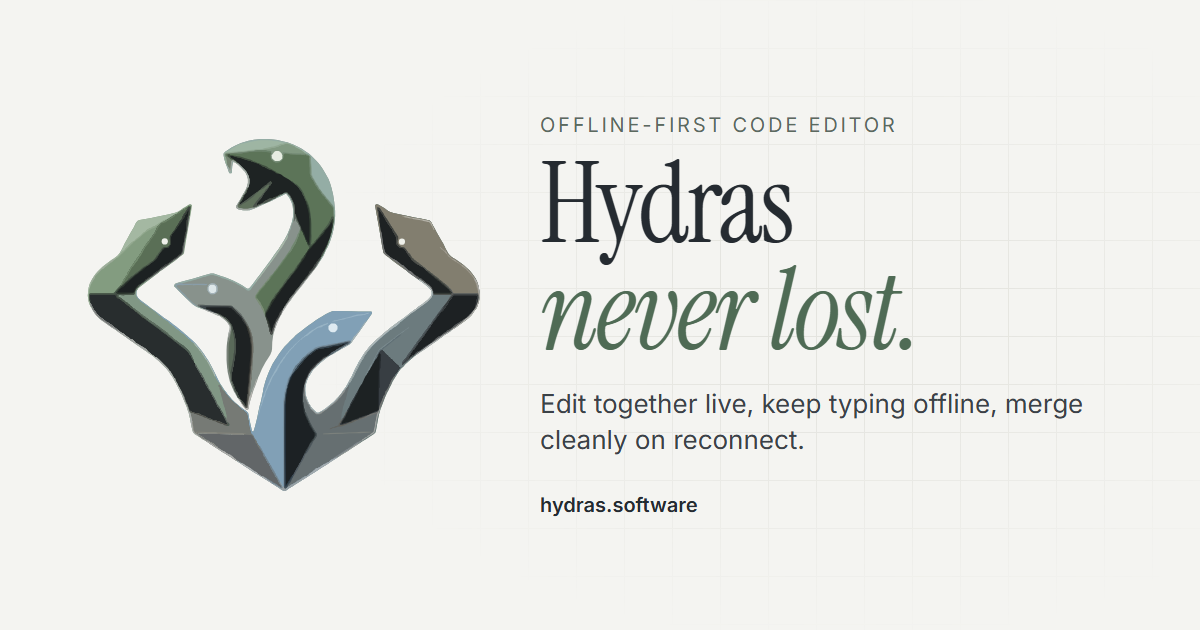 OFFLINE-FIRST CODE EDITOR
Hydras
never lost.
Edit together live, keep typing offline, merge
cleanly on reconnect.
hydras.software